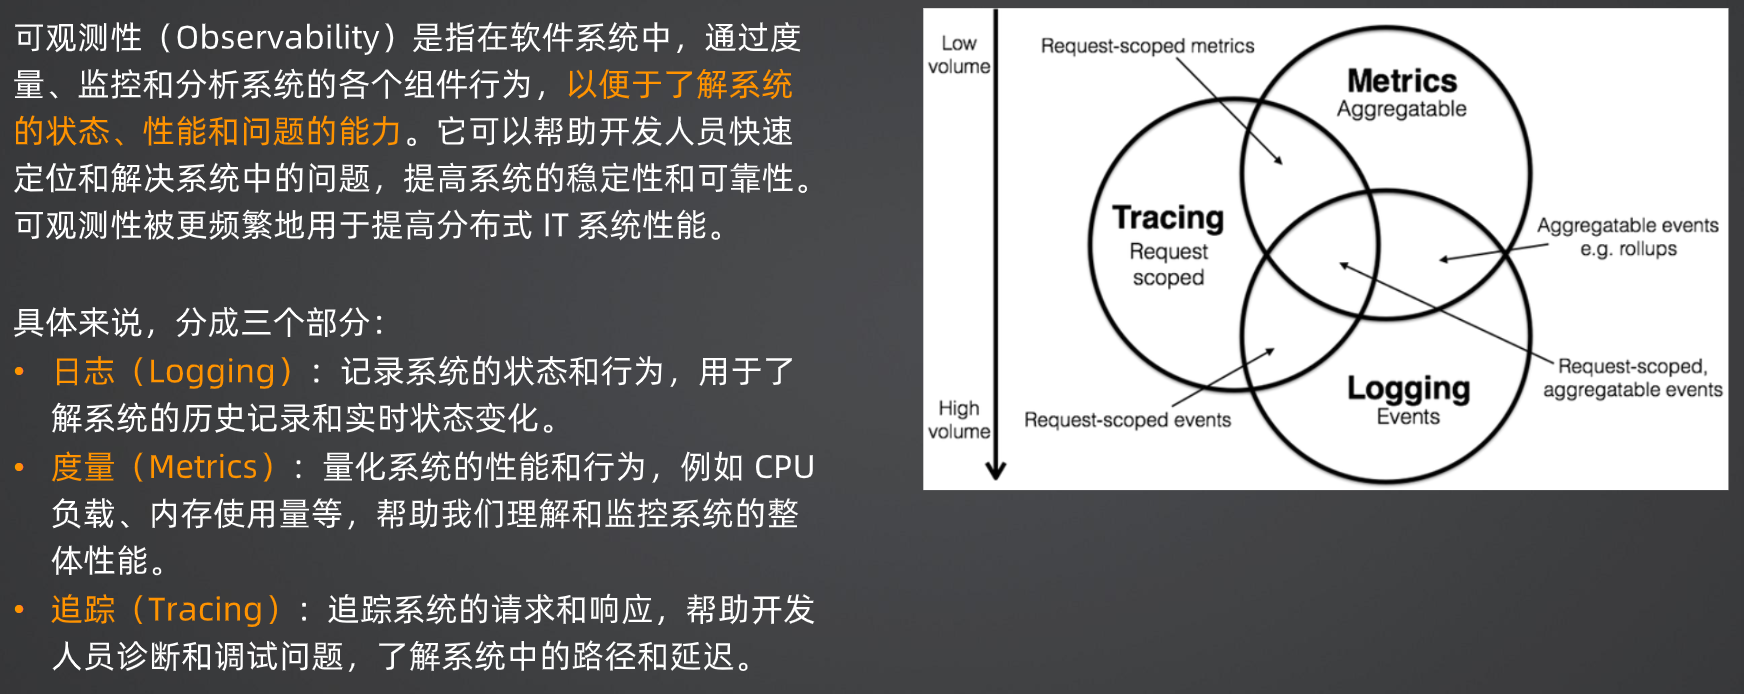 可观测性（Observability）是指在软件系统中，通过度
量、监控和分析系统的各个组件行为，以便于了解系统
的状态、性能和问题的能力。它可以帮助开发人员快速
定位和解决系统中的问题，提高系统的稳定性和可靠性。
可观测性被更频繁地用于提高分布式 IT 系统性能。
具体来说，分成三个部分：
• 日志（Logging）：记录系统的状态和行为，用于了
解系统的历史记录和实时状态变化。
• 度量（Metrics）：量化系统的性能和行为，例如 CPU
负载、内存使用量等，帮助我们理解和监控系统的整
体性能。
• 追踪（Tracing）：追踪系统的请求和响应，帮助开发
人员诊断和调试问题，了解系统中的路径和延迟。
Low
volume
Request-scoped metrics
Metrics
Aggregatable
Tracing
Request
scoped
Aggregatable events
e.g. rollups
Request-scoped,
aggregatable events
Logging
Events
Request-scoped events
High
volume